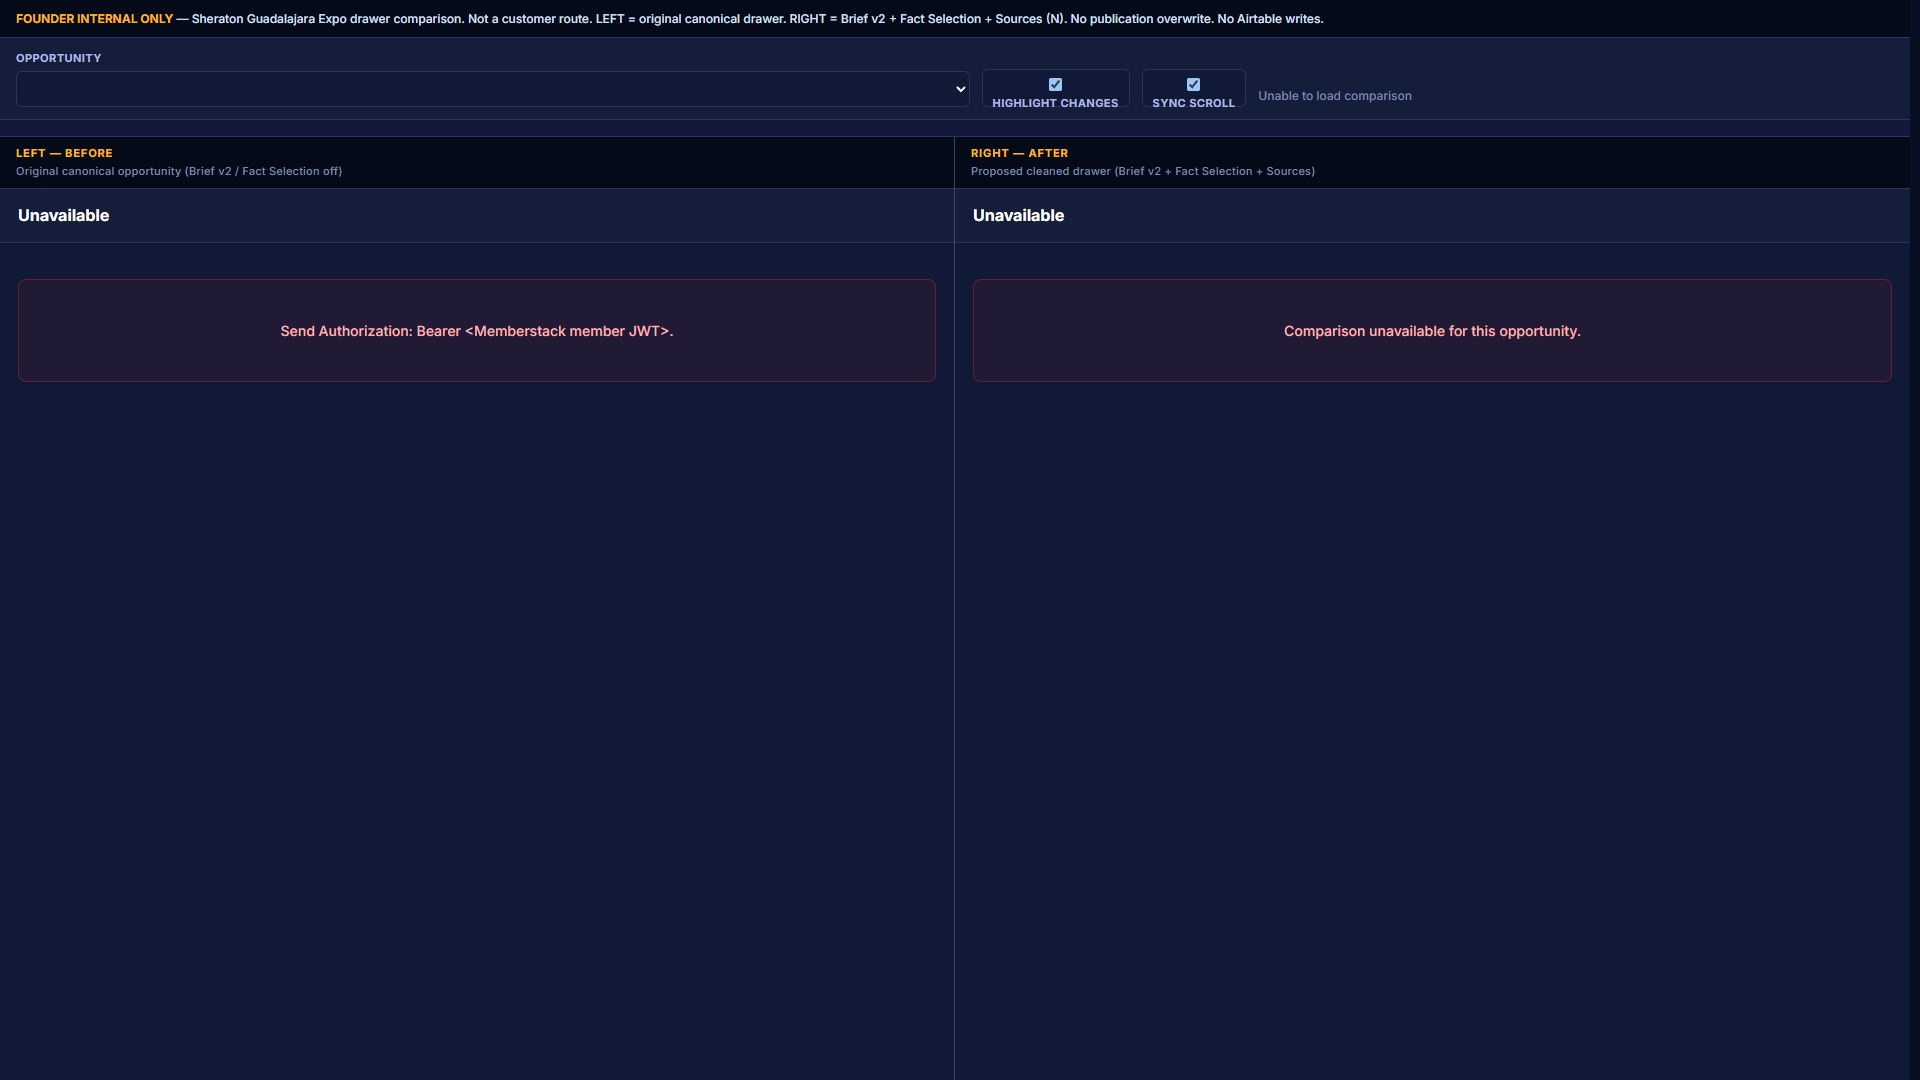 FOUNDER INTERNAL ONLY — Sheraton Guadalajara Expo drawer comparison. Not a customer route. LEFT = original canonical drawer. RIGHT = Brief v2 + Fact Selection + Sources (N). No publication overwrite. No Airtable writes.
OPPORTUNITY
HIGHLIGHT CHANGES
SYNC SCROLL
Unable to load comparison
LEFT — BEFORE
Original canonical opportunity (Brief v2 / Fact Selection off)
RIGHT — AFTER
Proposed cleaned drawer (Brief v2 + Fact Selection + Sources)
Unavailable
Unavailable
Send Authorization: Bearer <Memberstack member JWT>.
Comparison unavailable for this opportunity.